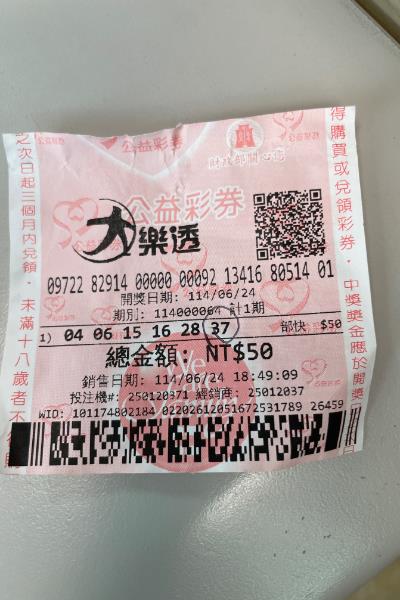 公益彩券
財政部關心您
公益彩券
大樂透
09722 82914 00000 00092 13416 80514 01
開獎日期: 114/06/24
期別: 114000064 計1期
1) 04 06 15 16 28 37 部快 $50
總金額: NT$50
銷售日期: 114/06/24 18:49:09
投注機#: 250120371 經銷商: 25012037
WID: 101174802184 02202612051672531789 26459
之次日起三個月內兌領・未滿十八歲者不
得購買或兌領彩券・中獎獎金應於開獎